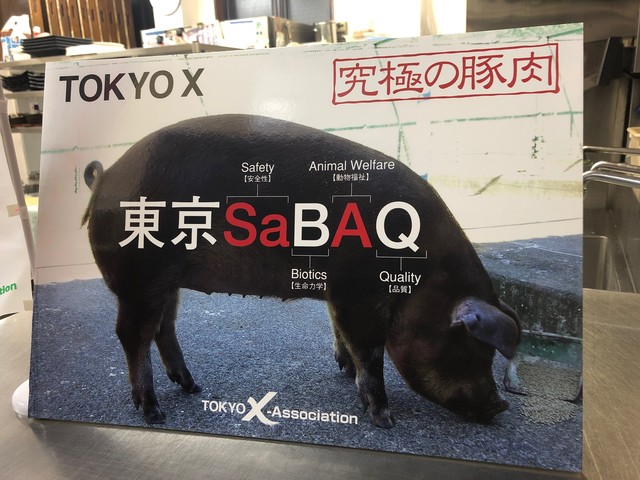 TOKYO X
究極の豚肉
Safety
【安全性】
Animal Welfare
【動物福祉】
東京SaBAQ
Biotics
【生命力学】
Quality
【品質】
TOKYO X-Association
tion